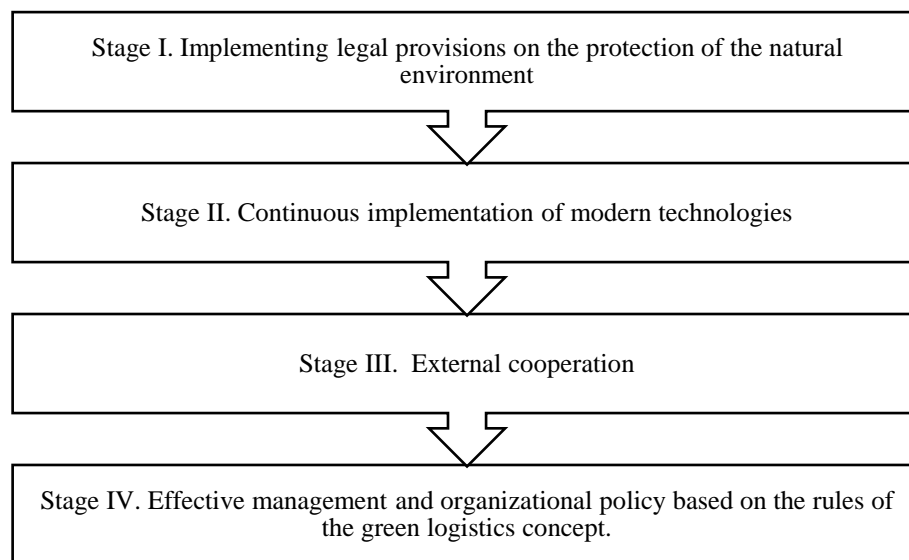 Stage I. Implementing legal provisions on the protection of the natural
environment
Stage II. Continuous implementation of modern technologies
Stage III.  External cooperation
Stage IV. Effective management and organizational policy based on the rules of
the green logistics concept.